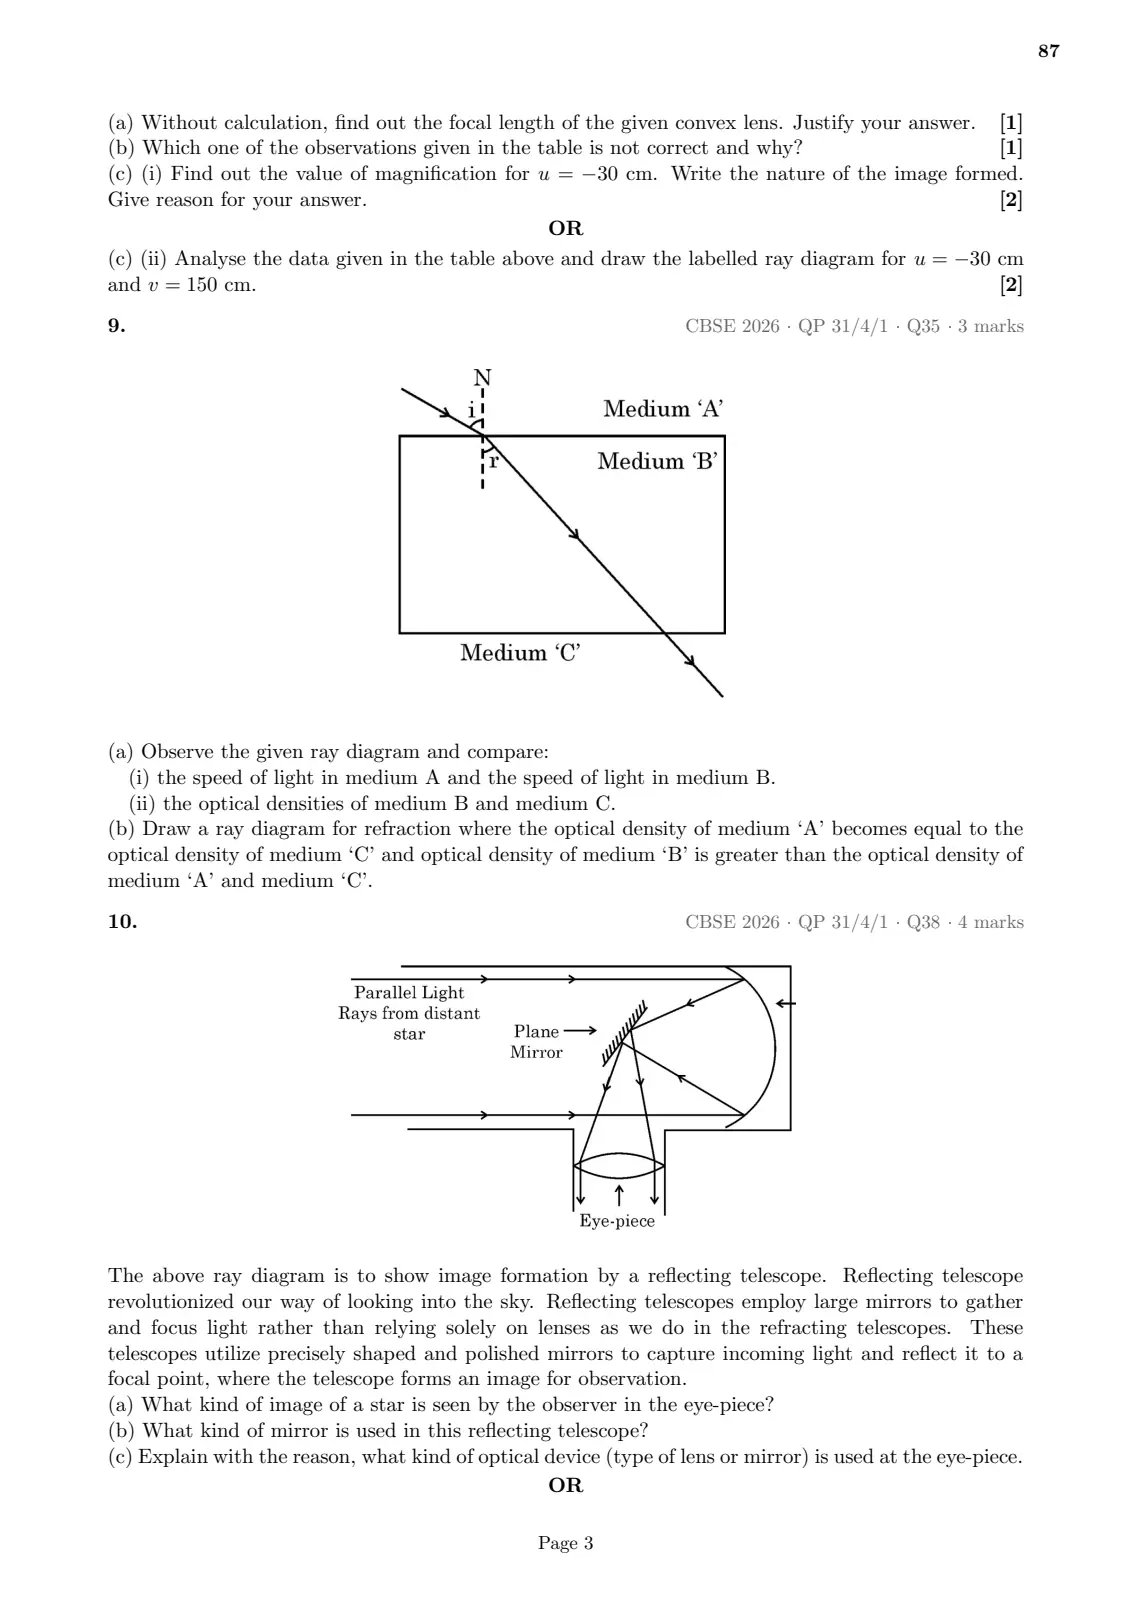 87
(a) Without calculation, find out the focal length of the given convex lens. Justify your answer. [1]
(b) Which one of the observations given in the table is not correct and why? [1]
(c) (i) Find out the value of magnification for u = −30 cm. Write the nature of the image formed.
Give reason for your answer. [2]
OR
(c) (ii) Analyse the data given in the table above and draw the labelled ray diagram for u = −30 cm
and v = 150 cm. [2]
9. CBSE 2026 · QP 31/4/1 · Q35 · 3 marks
N
i
Medium ‘A’
Medium ‘B’
r
Medium ‘C’
(a) Observe the given ray diagram and compare:
(i) the speed of light in medium A and the speed of light in medium B.
(ii) the optical densities of medium B and medium C.
(b) Draw a ray diagram for refraction where the optical density of medium ‘A’ becomes equal to the
optical density of medium ‘C’ and optical density of medium ‘B’ is greater than the optical density of
medium ‘A’ and medium ‘C’.
10. CBSE 2026 · QP 31/4/1 · Q38 · 4 marks
Parallel Light
Rays from distant
star
Plane
Mirror
Eye-piece
The above ray diagram is to show image formation by a reflecting telescope. Reflecting telescope
revolutionized our way of looking into the sky. Reflecting telescopes employ large mirrors to gather
and focus light rather than relying solely on lenses as we do in the refracting telescopes. These
telescopes utilize precisely shaped and polished mirrors to capture incoming light and reflect it to a
focal point, where the telescope forms an image for observation.
(a) What kind of image of a star is seen by the observer in the eye-piece?
(b) What kind of mirror is used in this reflecting telescope?
(c) Explain with the reason, what kind of optical device (type of lens or mirror) is used at the eye-piece.
OR
Page 3